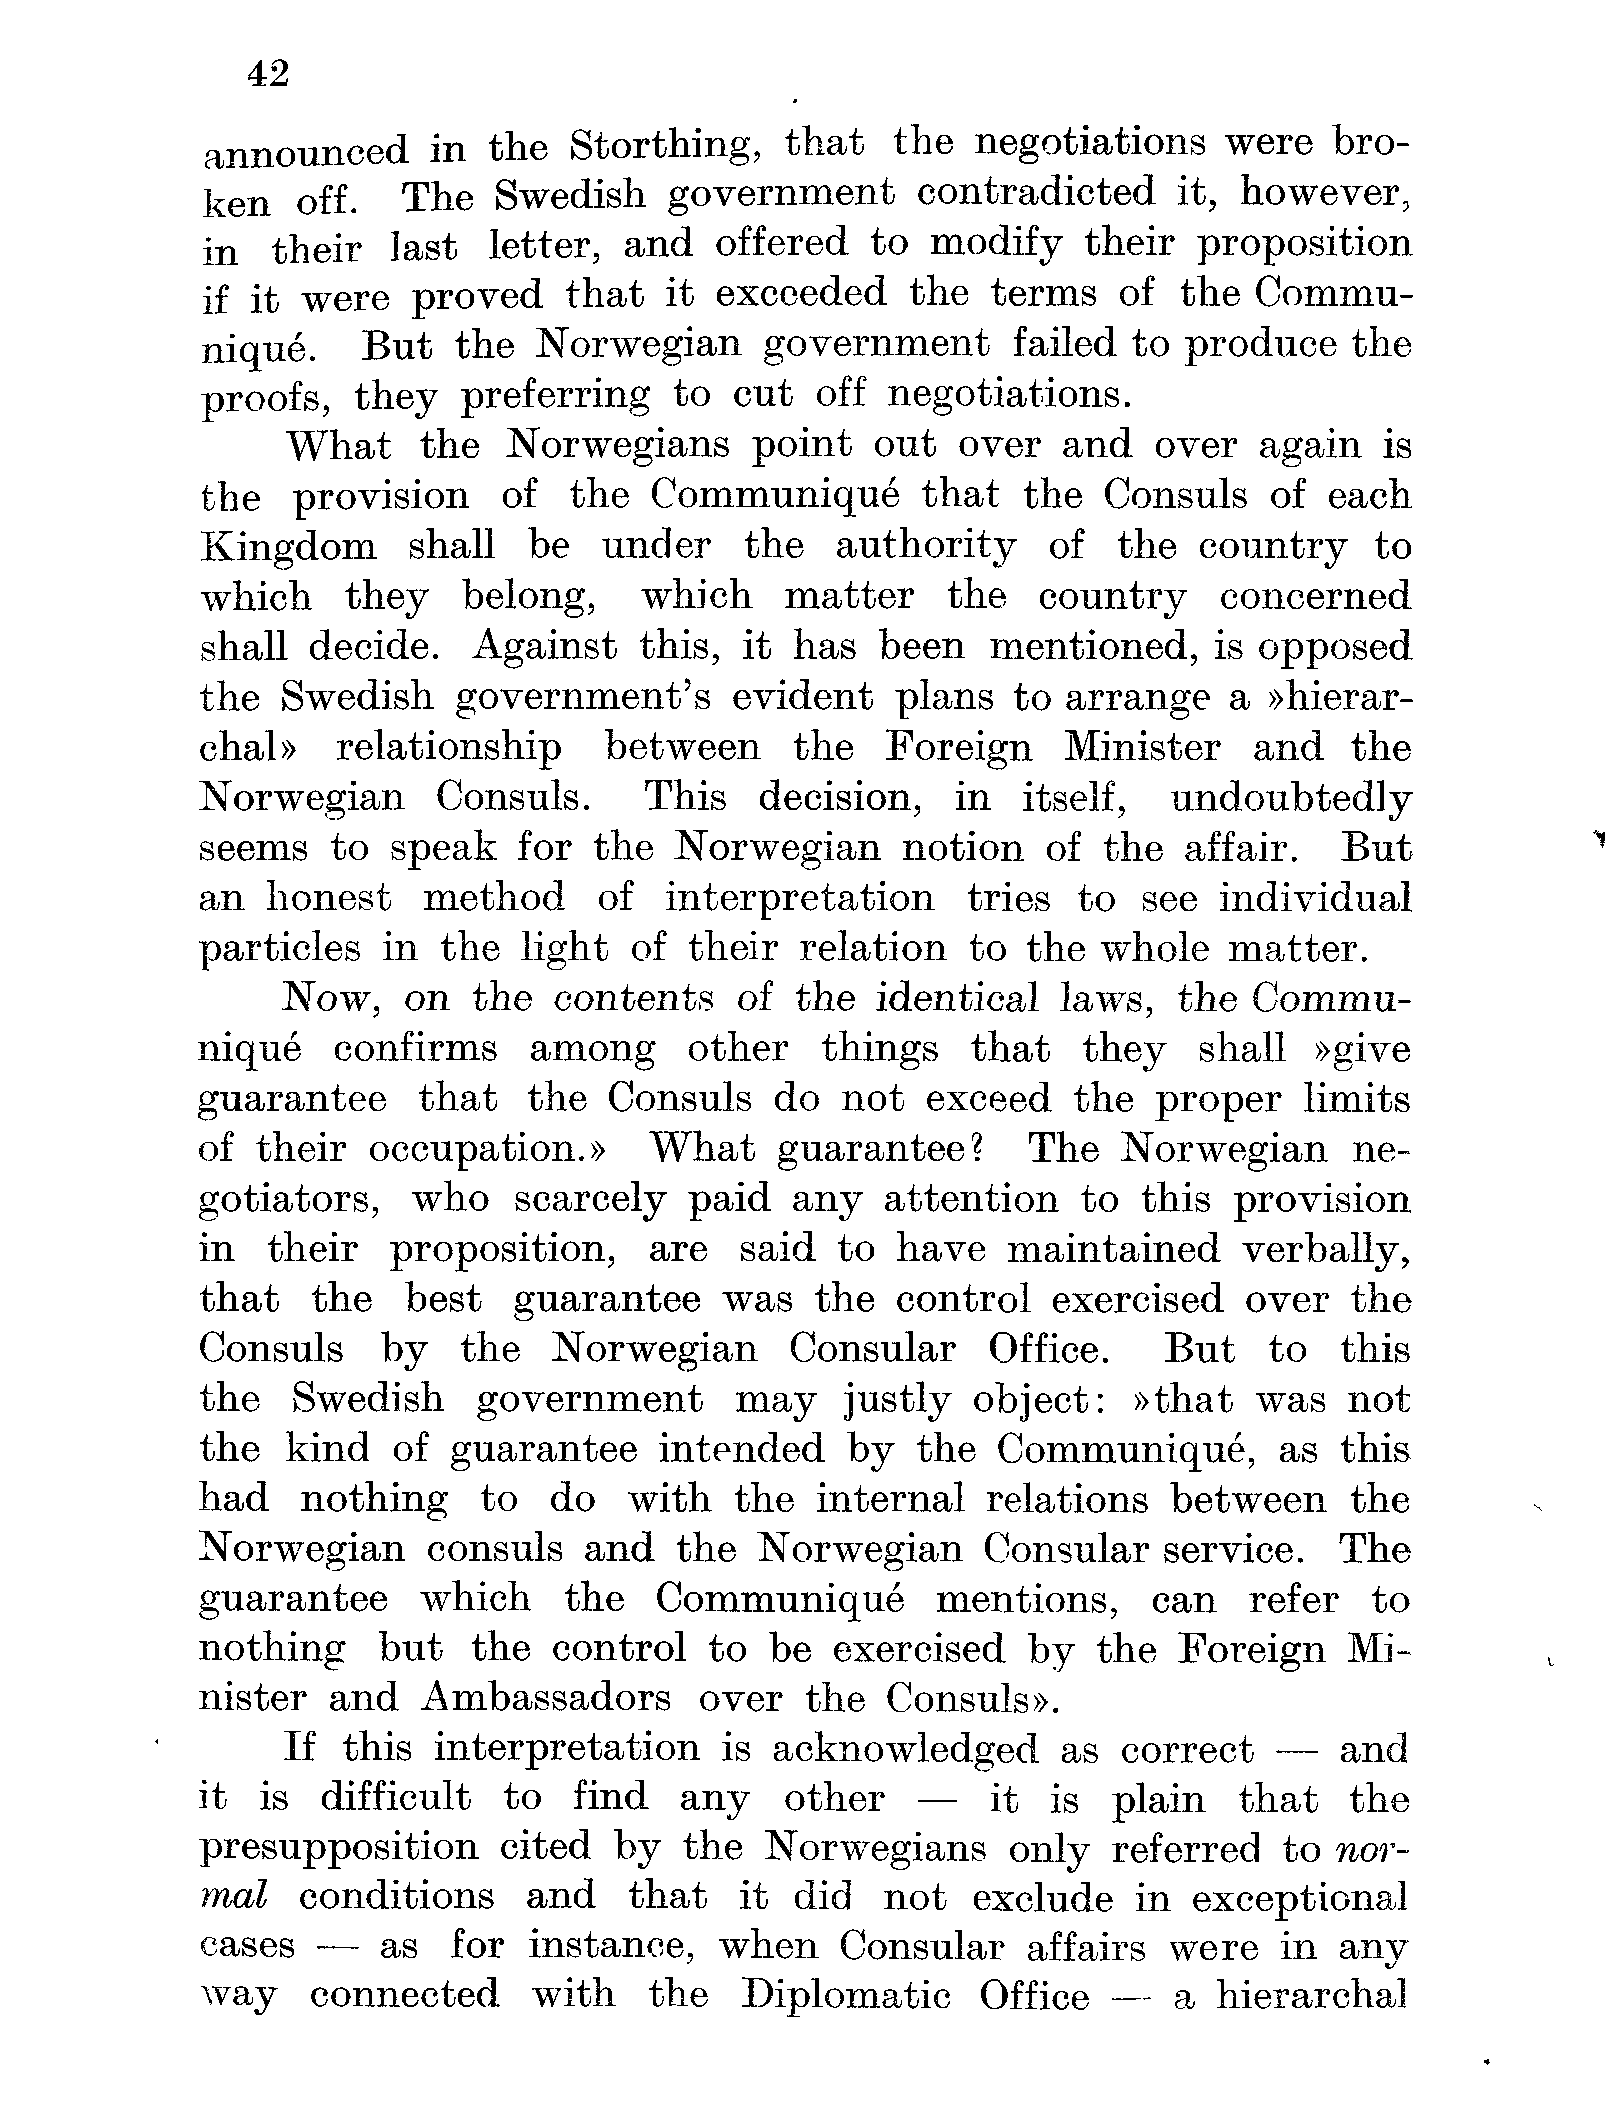 42
announced in the Storthing, that the negotiations were bro-
ken off. The Swedish government contradicted it, however,
in their last letter, and offered to modify their proposition
if it were proved that it exceeded the terms of the Commu-
niqué. But the Norwegian government failed to produce the
proofs, they preferring to cut off negotiations.
What the Norwegians point out over and over again is
the provision of the Communiqué that the Consuls of each
Kingdom shall be under the authority of the country to
which they belong, which matter the country concerned
shall decide. Against this, it has been mentioned, is opposed
the Swedish government's evident plans to arrange a »hierar-
chal» relationship between the Foreign Minister and the
Norwegian Consuls. This decision, in itself, undoubtedly
seems to speak for the Norwegian notion of the affair. But
an honest method of interpretation tries to see individual
particles in the light of their relation to the whole matter.
Now, on the contents of the identical laws, the Commu-
niqué confirms among other things that they shall »give
guarantee that the Consuls do not exceed the proper limits
of their occupation.» What guarantee? The Norwegian ne-
gotiators, who scarcely paid any attention to this provision
in their proposition, are said to have maintained verbally,
that the best guarantee was the control exercised over the
Consuls by the Norwegian Consular Office. But to this
the Swedish government may justly object: »that was not
the kind of guarantee intended by the Communiqué, as this
had nothing to do with the internal relations between the
Norwegian consuls and the Norwegian Consular service. The
guarantee which the Communiqué mentions, can refer to
nothing but the control to be exercised by the Foreign Mi-
nister and Ambassadors over the Consuls».
If this interpretation is acknowledged as correct — and
it is difficult to find any other — it is plain that the
presupposition cited by the Norwegians only referred to nor-
mal conditions and that it did not exclude in exceptional
cases — as for instance, when Consular affairs were in any
way connected with the Diplomatic Office — a hierarchal